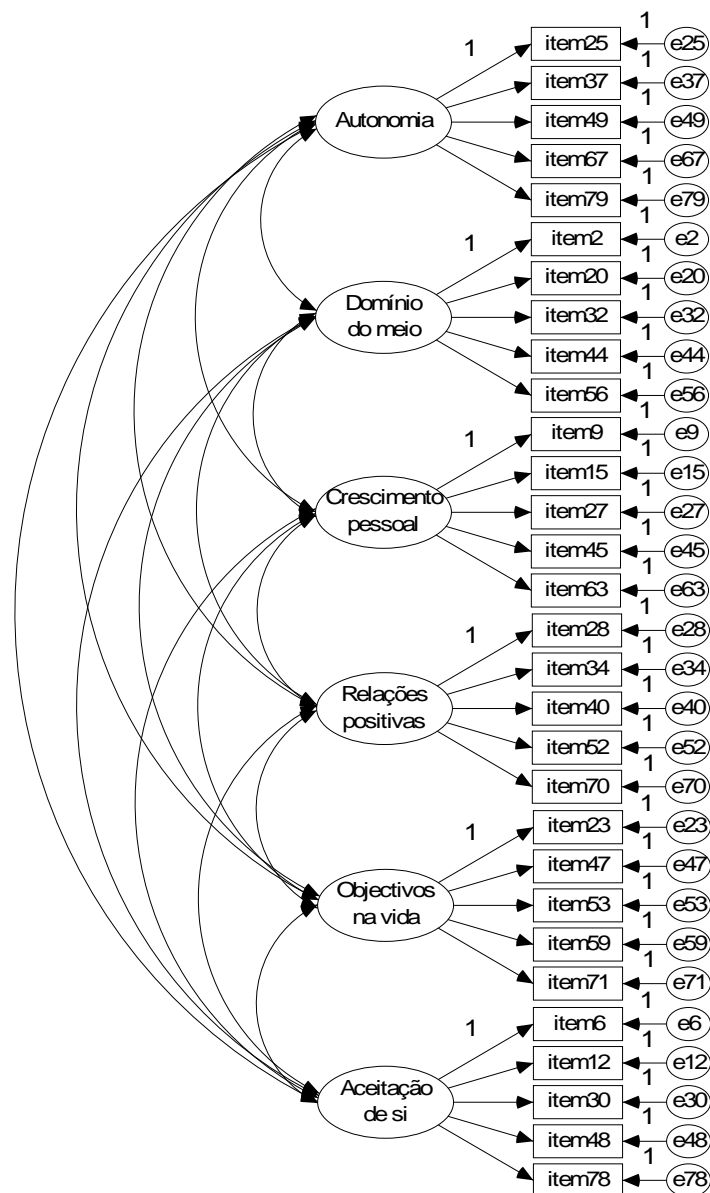 1
1 item25 e25
1
item37 e37
1
Autonomia item49 e49
1
item67 e67
1
item79 e79
1
1 item2 e2
1
item20 e20
1
Domínio
do meio
item32 e32
1
item44 e44
1
item56 e56
1
1 item9 e9
1
item15 e15
1
Crescimento
pessoal
item27 e27
1
item45 e45
1
item63 e63
1
1 item28 e28
1
item34 e34
1
Relações
positivas
item40 e40
1
item52 e52
1
item70 e70
1
1 item23 e23
1
item47 e47
1
Objectivos
na vida
item53 e53
1
item59 e59
1
item71 e71
1
1 item6 e6
1
item12 e12
1
Aceitação
de si
item30 e30
1
item48 e48
1
item78 e78